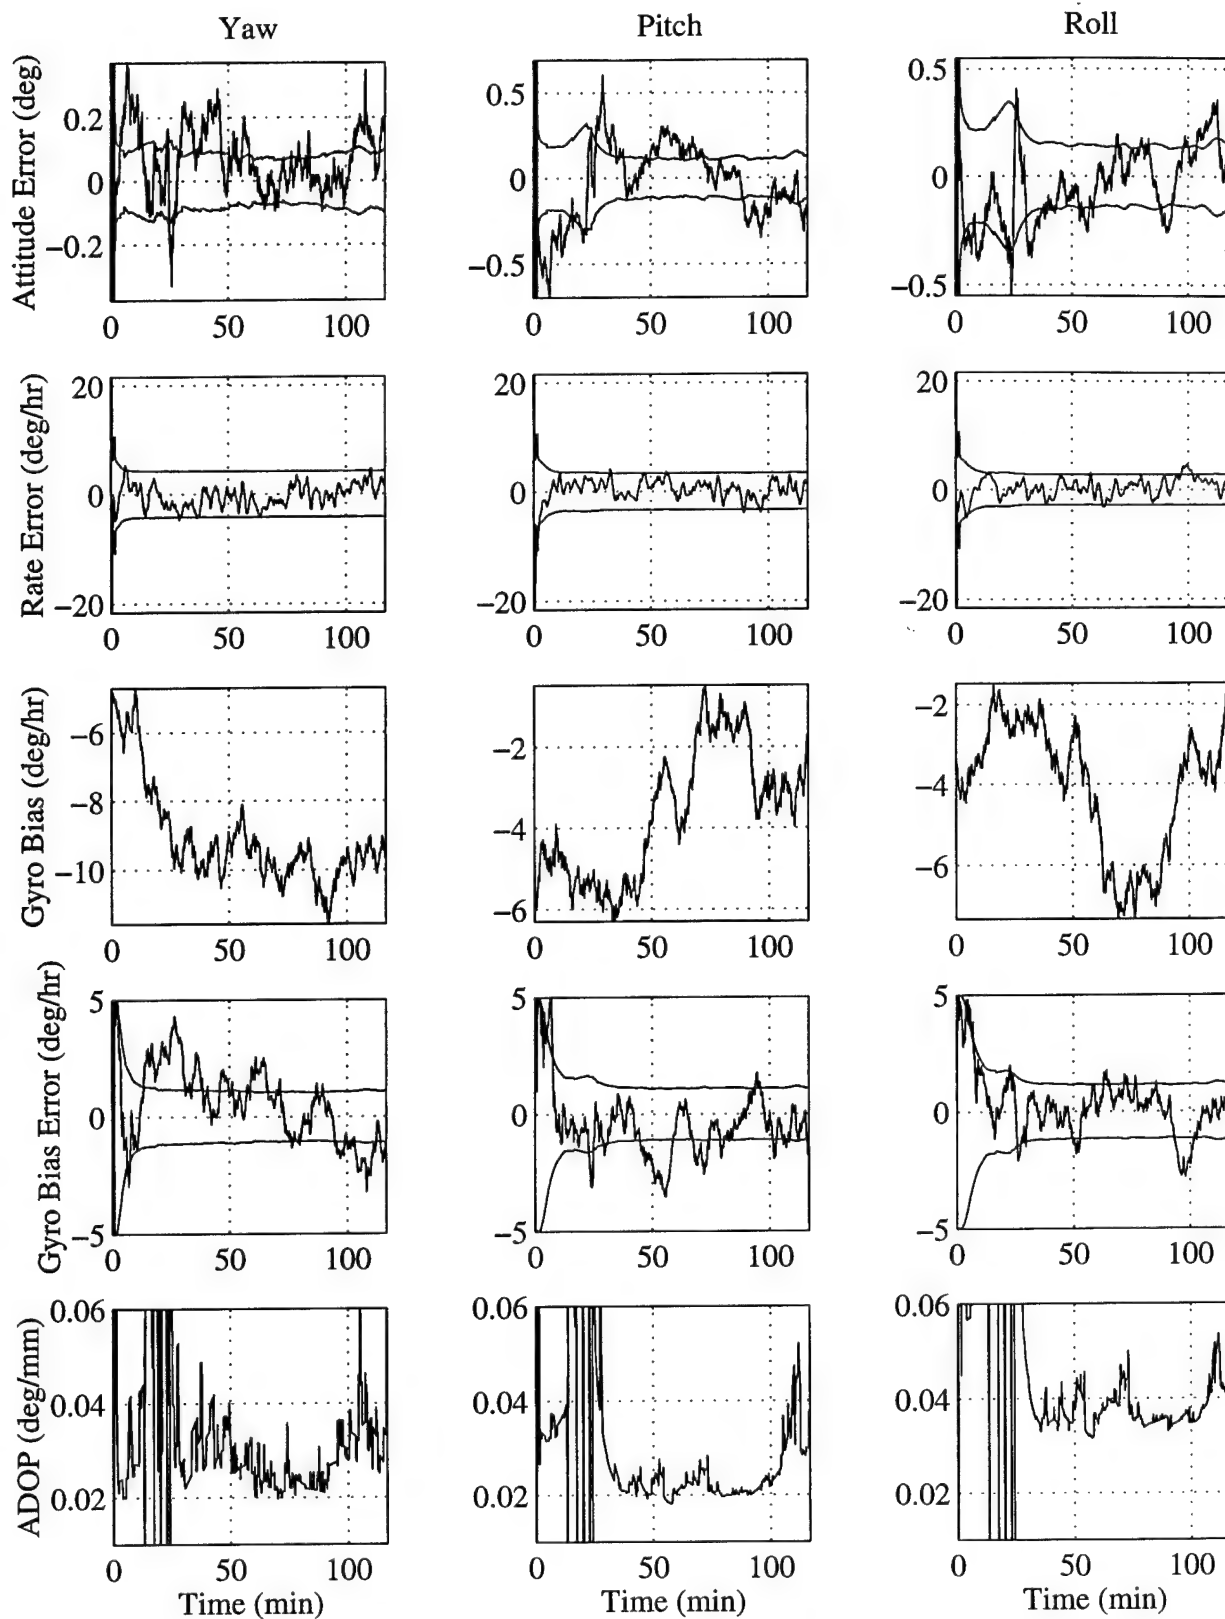 Yaw Pitch Roll
Attitude Error (deg)
0.2
0
−0.2
0 50 100
0.5
0
−0.5
0 50 100
0.5
0
−0.5
0 50 100
Rate Error (deg/hr)
20
0
−20
0 50 100
20
0
−20
0 50 100
20
0
−20
0 50 100
Gyro Bias (deg/hr)
−6
−8
−10
0 50 100
−2
−4
−6
0 50 100
−2
−4
−6
0 50 100
Gyro Bias Error (deg/hr)
5
0
−5
0 50 100
5
0
−5
0 50 100
5
0
−5
0 50 100
ADOP (deg/mm)
0.06
0.04
0.02
0 50 100
Time (min)
0.06
0.04
0.02
0 50 100
Time (min)
0.06
0.04
0.02
0 50 100
Time (min)